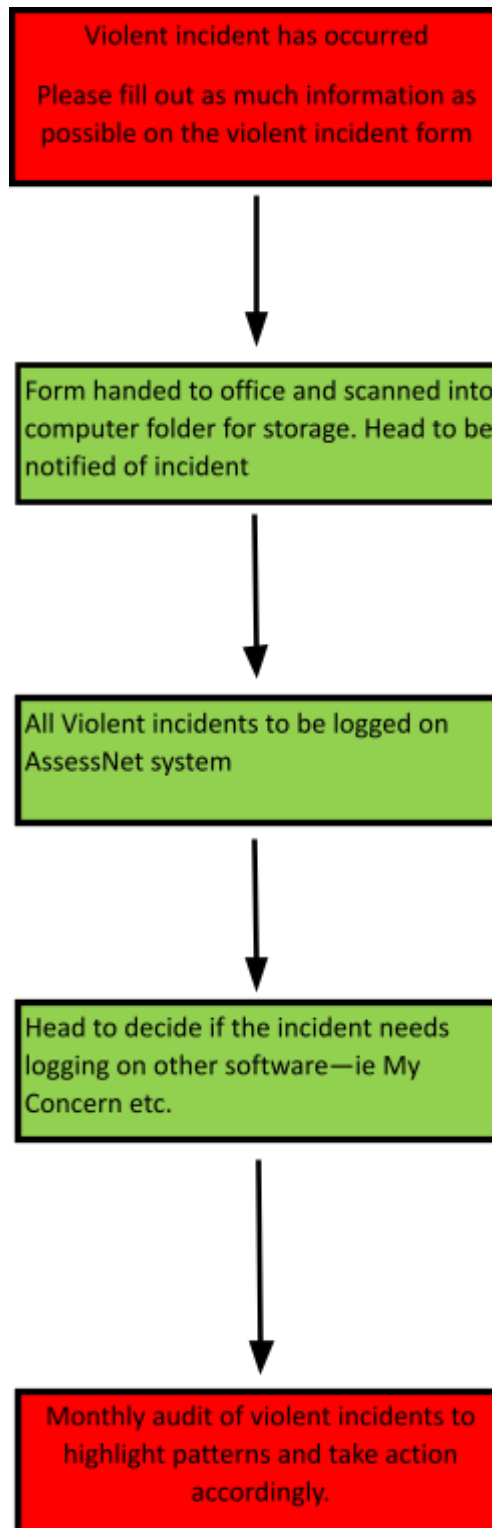 Violent incident has occurred
Please fill out as much information as
possible on the violent incident form
Form handed to office and scanned into
computer folder for storage. Head to be
notified of incident
All Violent incidents to be logged on
AssessNet system
Head to decide if the incident needs
logging on other software—ie My
Concern etc.
Monthly audit of violent incidents to
highlight patterns and take action
accordingly.